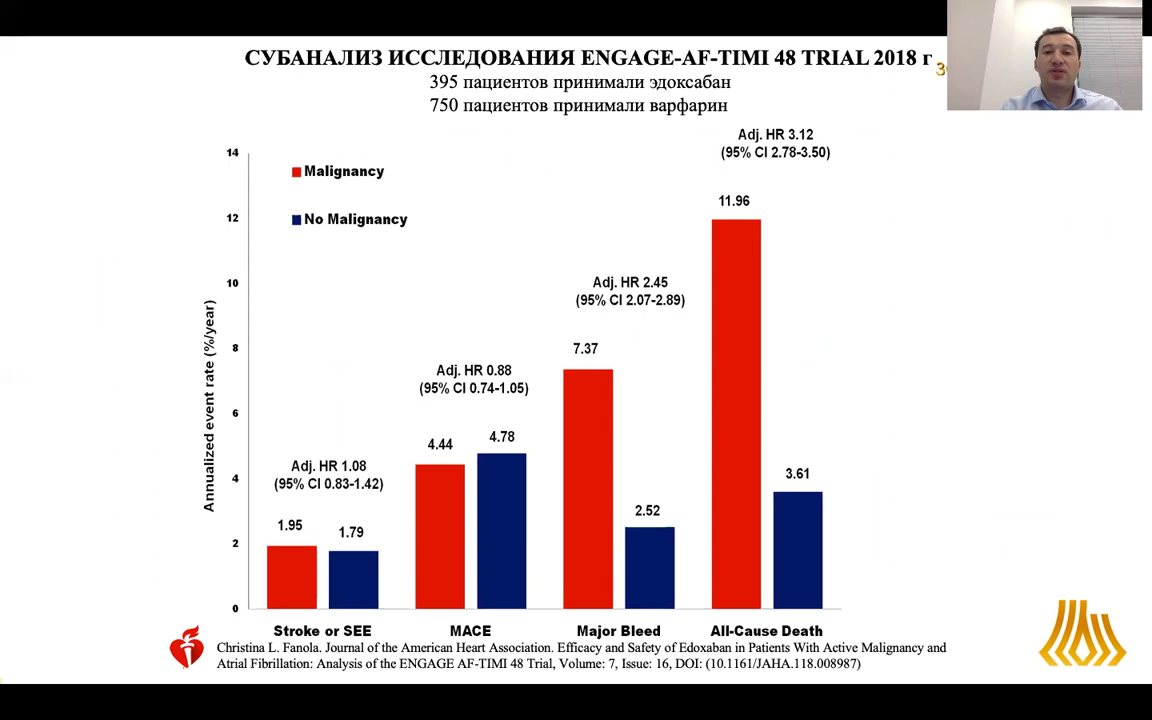 СУБАНАЛИЗ ИССЛЕДОВАНИЯ ENGAGE-AF-TIMI 48 TRIAL 2018 г
395 пациентов принимали эдоксабан
750 пациентов принимали варфарин
Adj. HR 3.12
(95% CI 2.78-3.50)
14
Malignancy
11.96
12
No Malignancy
10
Adj. HR 2.45
(95% CI 2.07-2.89)
Annualized event rate (%/year)
8
7.37
Adj. HR 0.88
(95% CI 0.74-1.05)
6
4.44
4.78
Adj. HR 1.08
(95% CI 0.83-1.42)
4
3.61
1.95
1.79
2.52
2
0
Stroke or SEE
MACE
Major Bleed
All-Cause Death
Christina L. Fanola. Journal of the American Heart Association. Efficacy and Safety of Edoxaban in Patients With Active Malignancy and
Atrial Fibrillation: Analysis of the ENGAGE AF-TIMI 48 Trial, Volume: 7, Issue: 16, DOI: (10.1161/JAHA.118.008987)